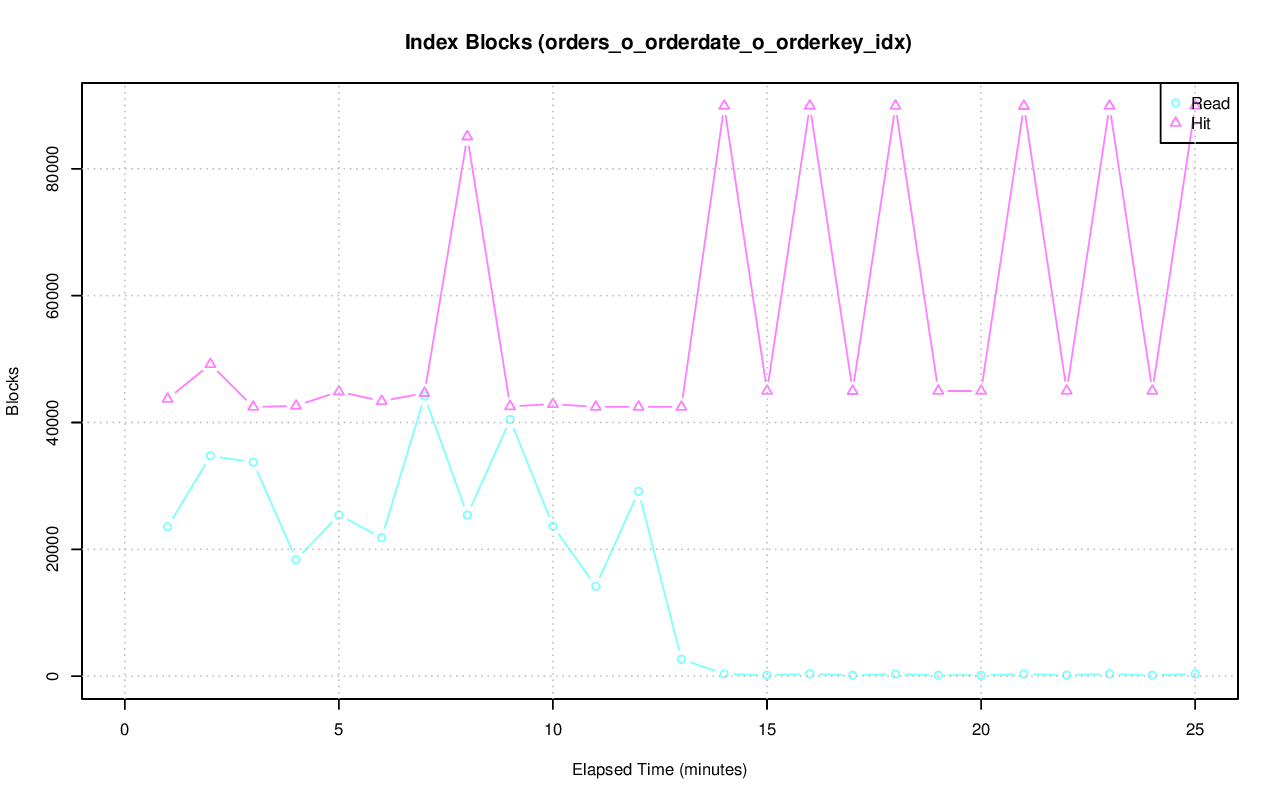 Index Blocks (orders_o_orderdate_o_orderkey_idx)
Read
Hit
Blocks
80000
60000
40000
20000
0
0 5 10 15 20 25
Elapsed Time (minutes)